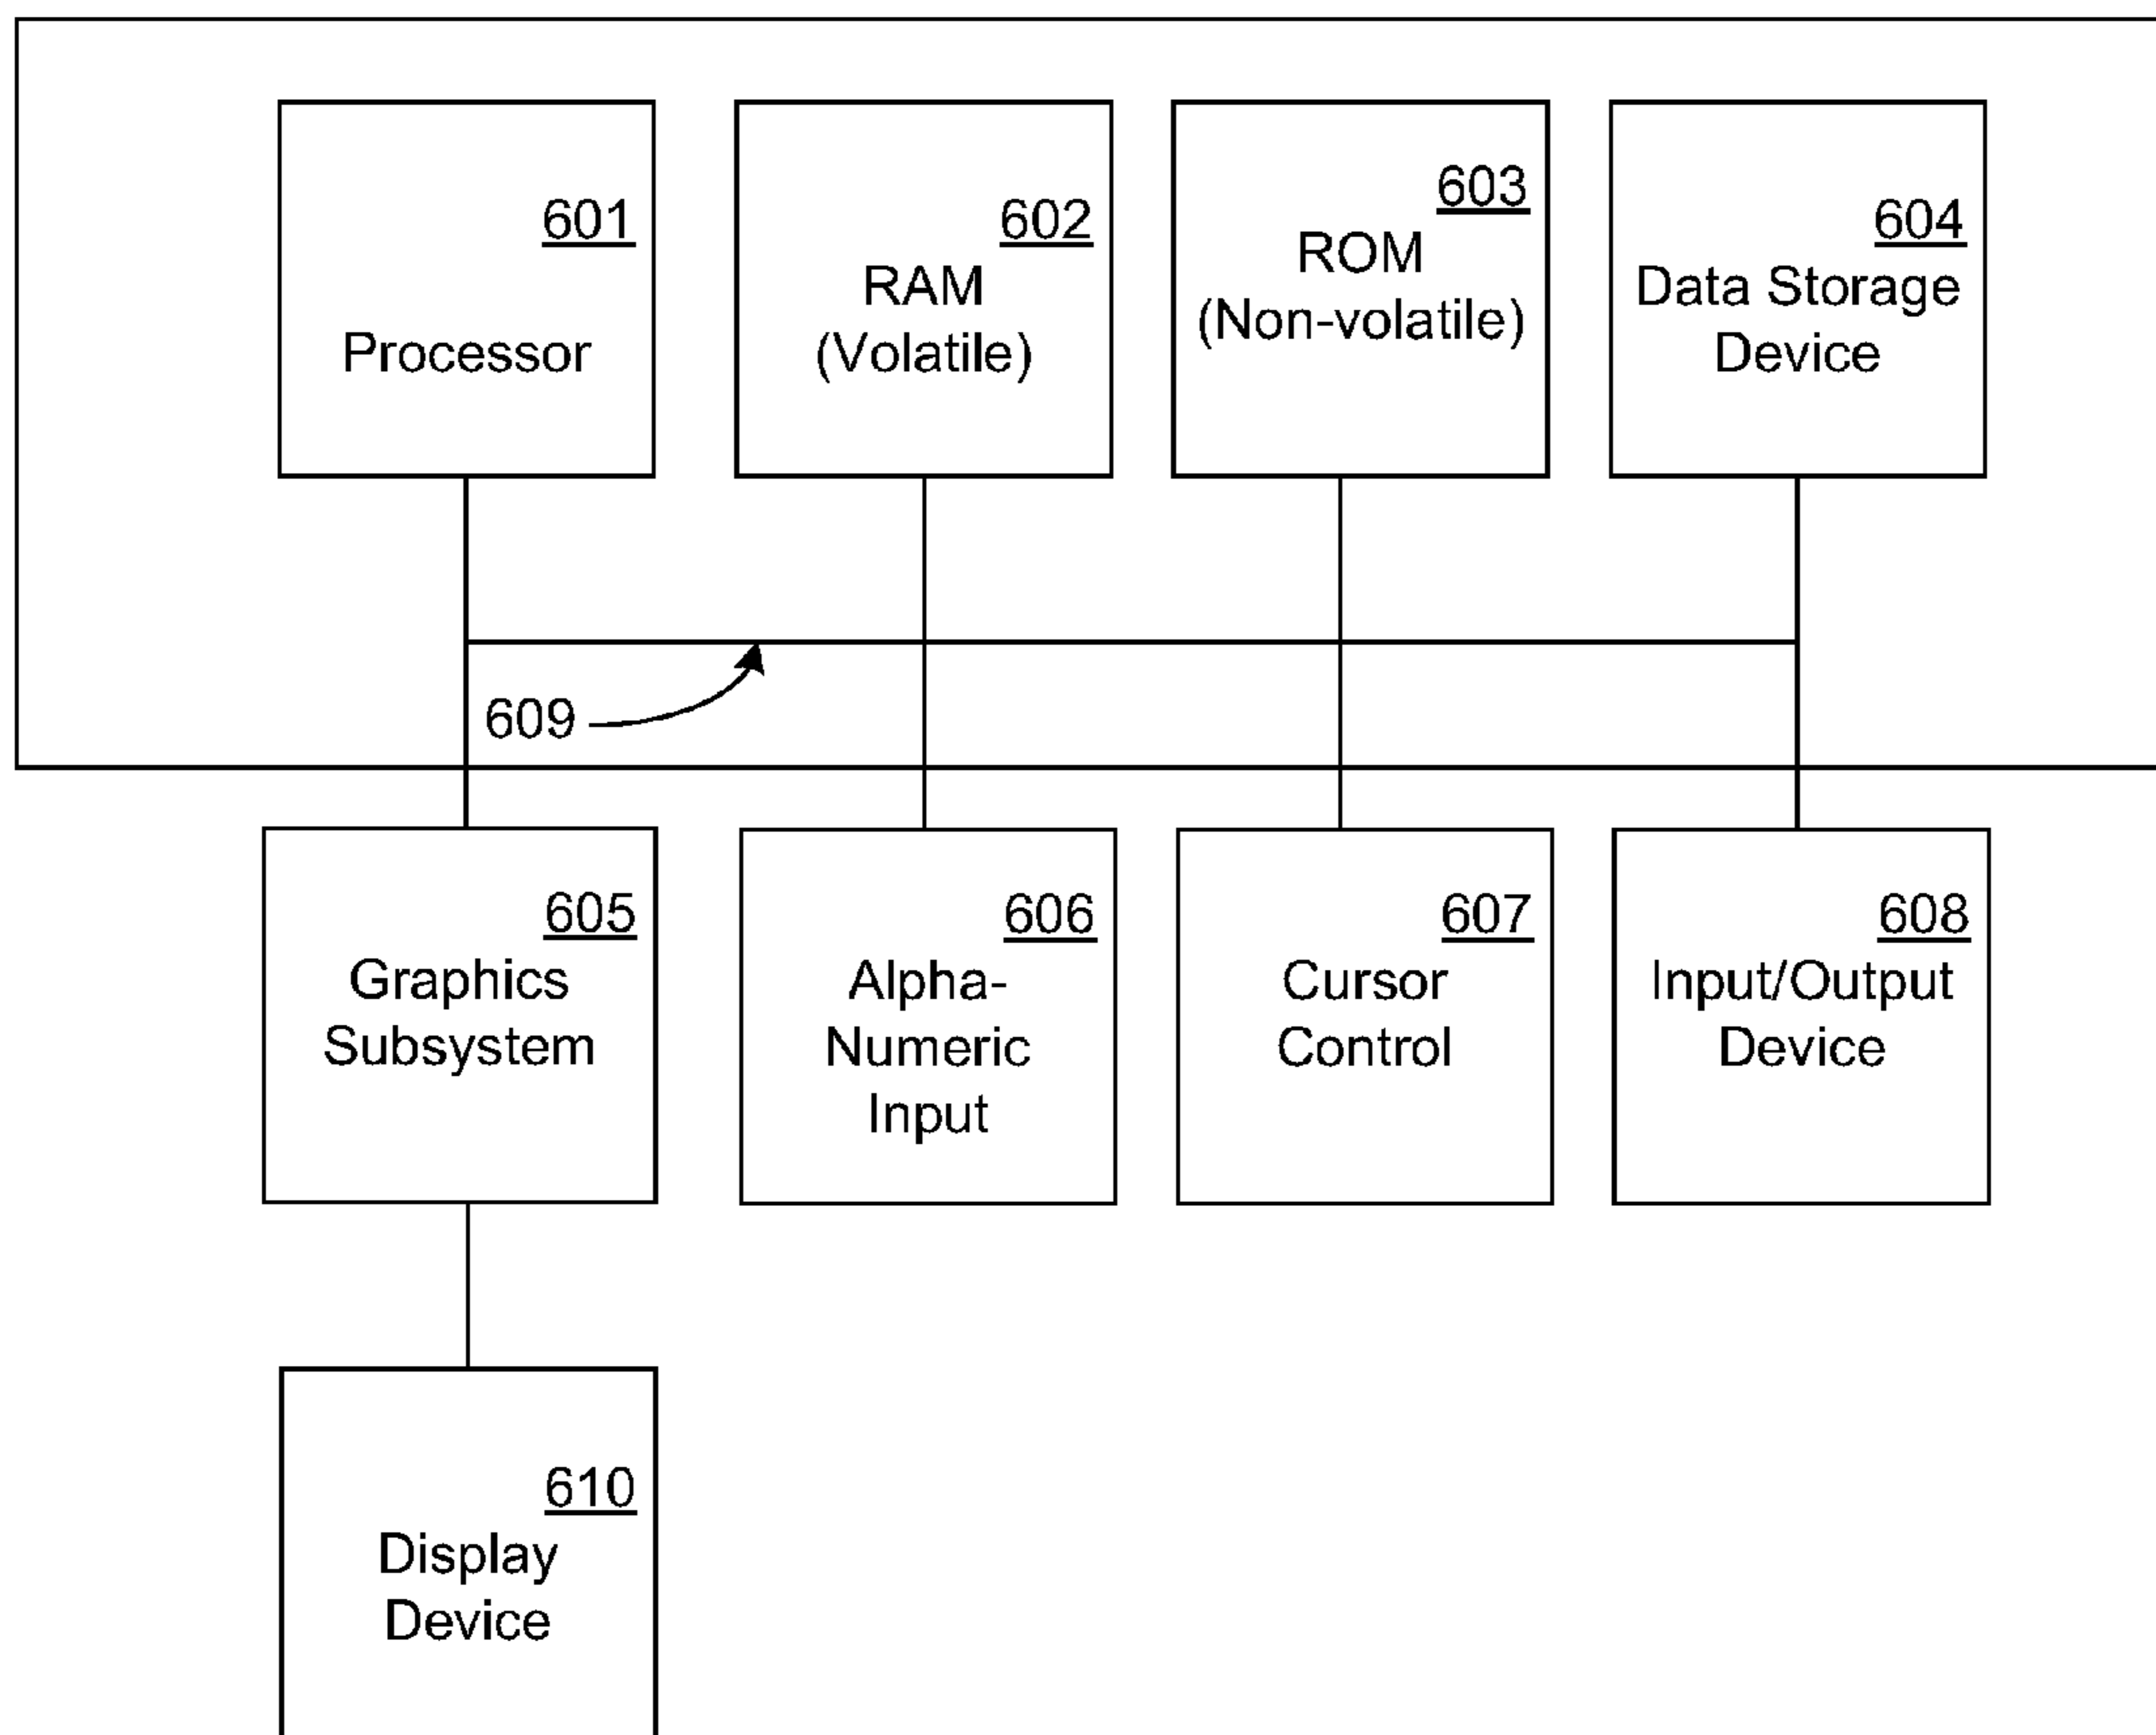 601
Processor
602
RAM
(Volatile)
603
ROM
(Non-volatile)
604
Data Storage
Device
609
605
Graphics
Subsystem
606
Alpha-
Numeric
Input
607
Cursor
Control
608
Input/Output
Device
610
Display
Device